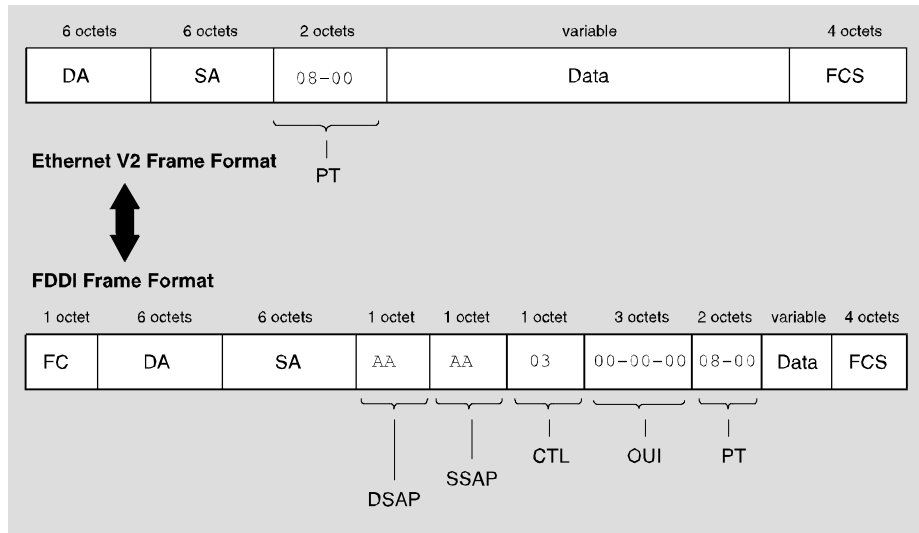 6 octets 6 octets 2 octets variable 4 octets
DA SA 08-00 Data FCS
PT
Ethernet V2 Frame Format
FDDI Frame Format
1 octet 6 octets 6 octets 1 octet 1 octet 1 octet 3 octets 2 octets variable 4 octets
FC DA SA AA AA 03 00-00-00 08-00 Data FCS
CTL OUI PT
SSAP
DSAP